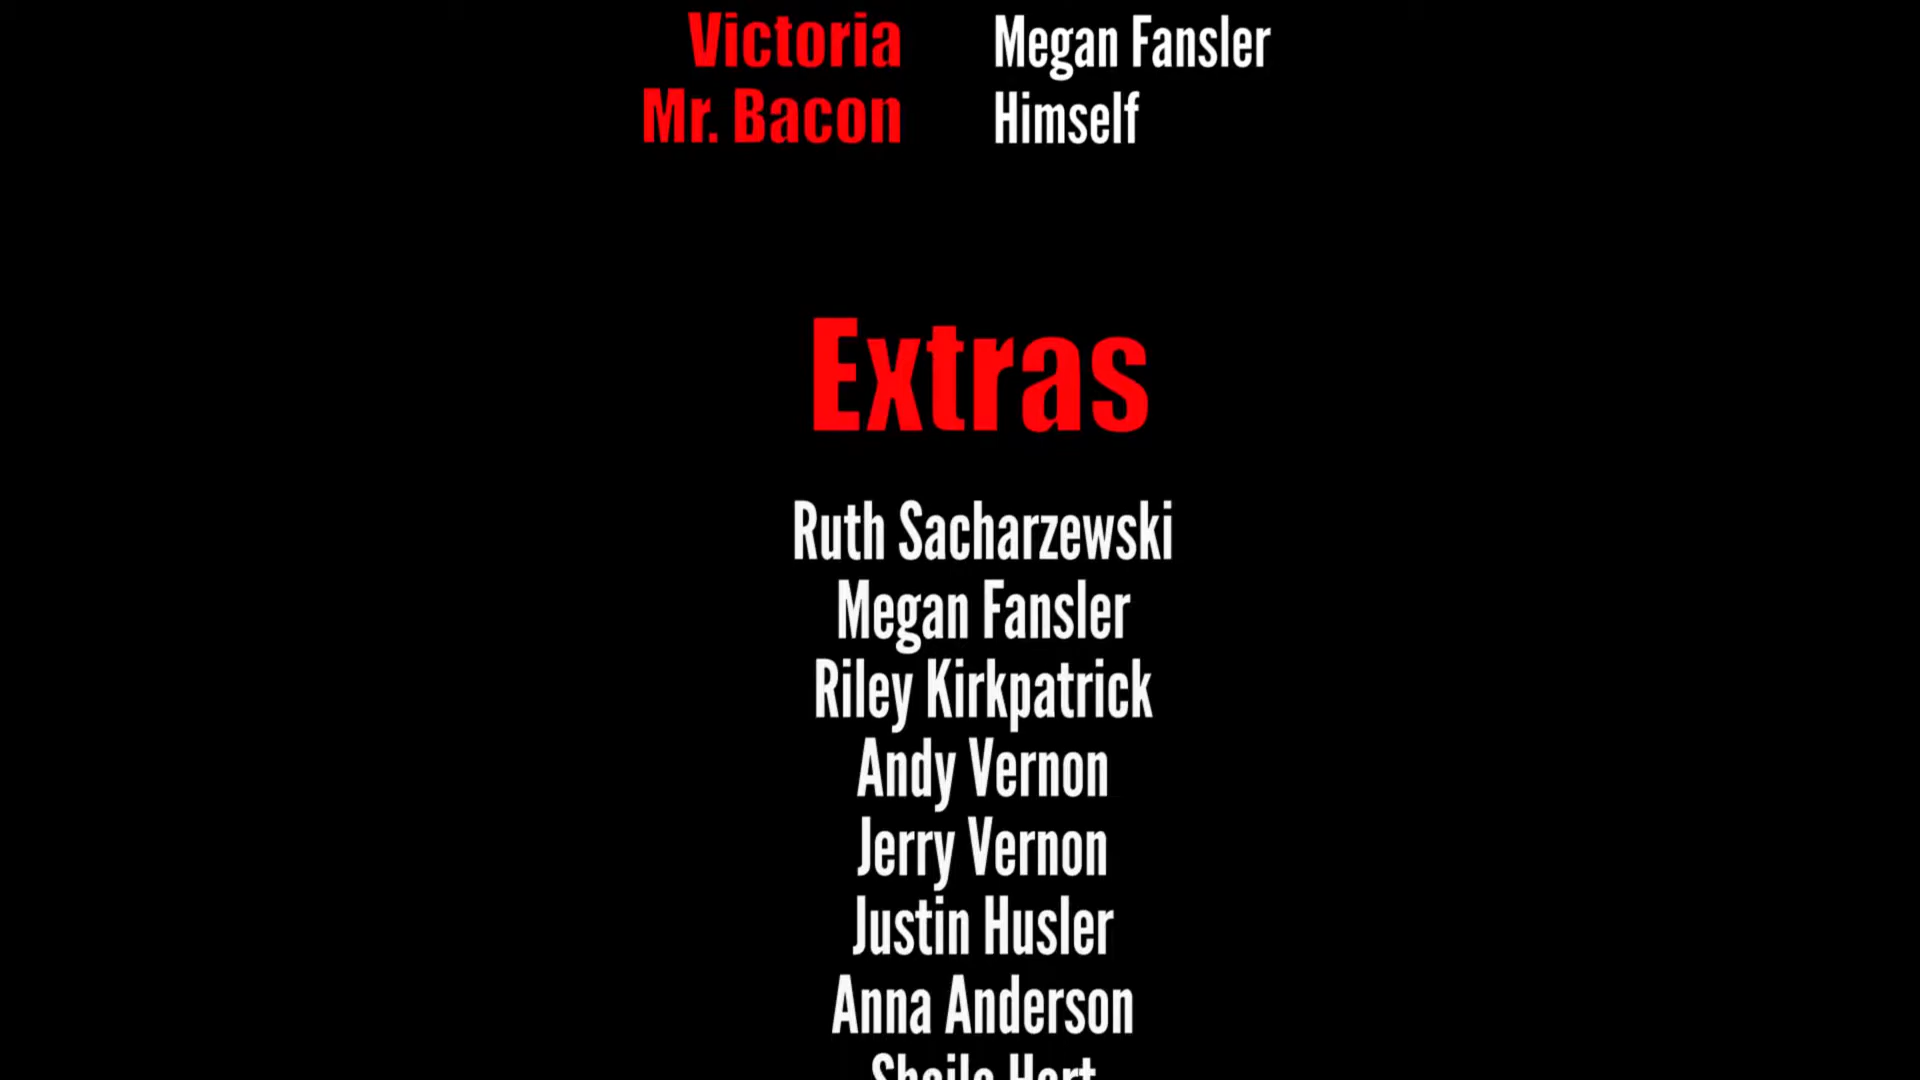 Victoria Megan Fansler
Mr. Bacon Himself
Extras
Ruth Sacharzewski
Megan Fansler
Riley Kirkpatrick
Andy Vernon
Jerry Vernon
Justin Husler
Anna Anderson